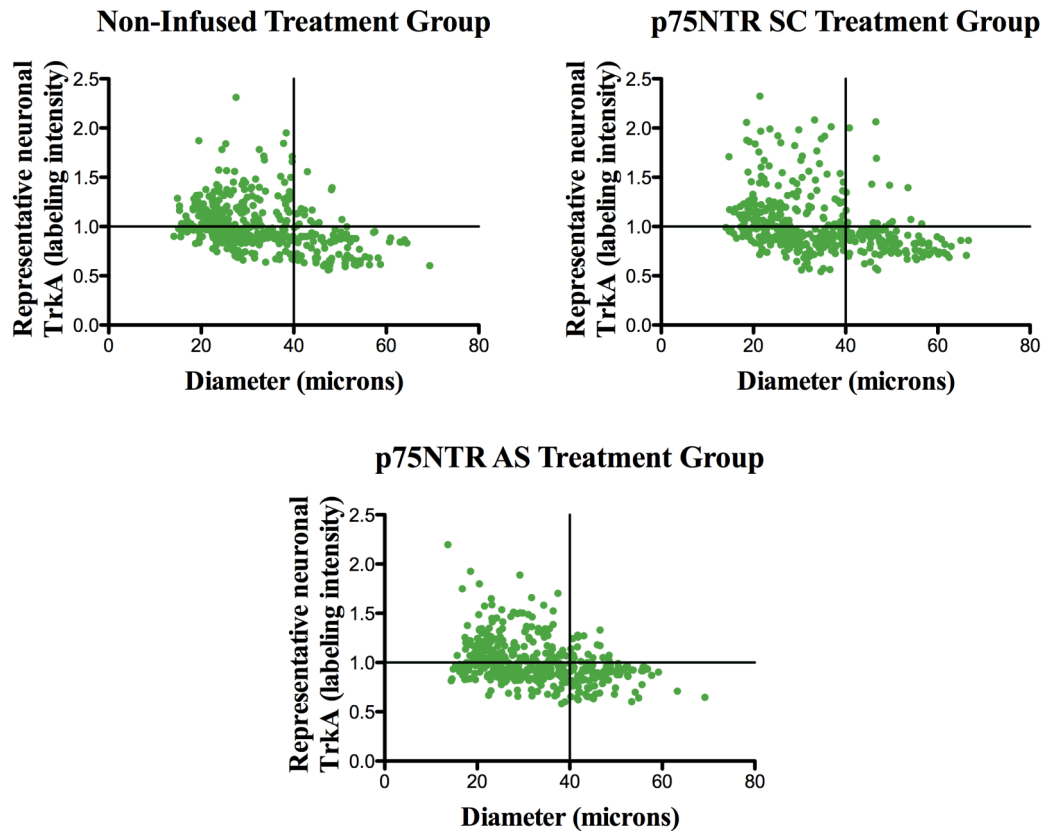 Non-Infused Treatment Group
Representative neuronal
TrkA (labeling intensity)
2.5
2.0
1.5
1.0
0.5
0.0
0 20 40 60 80
Diameter (microns)
p75NTR SC Treatment Group
Representative neuronal
TrkA (labeling intensity)
2.5
2.0
1.5
1.0
0.5
0.0
0 20 40 60 80
Diameter (microns)
p75NTR AS Treatment Group
Representative neuronal
TrkA (labeling intensity)
2.5
2.0
1.5
1.0
0.5
0.0
0 20 40 60 80
Diameter (microns)